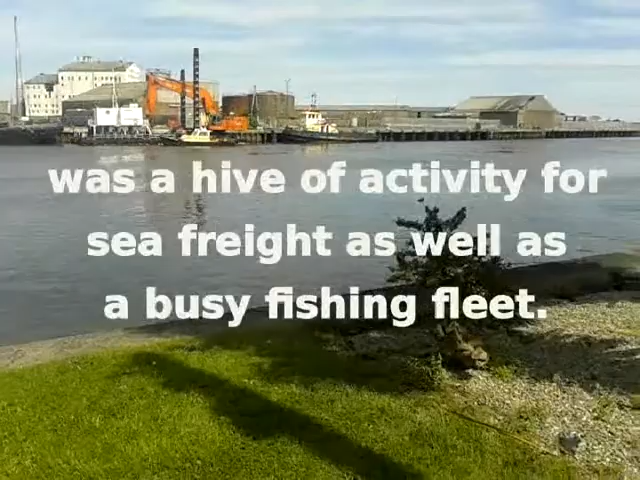 was a hive of activity for
sea freight as well as
a busy fishing fleet.